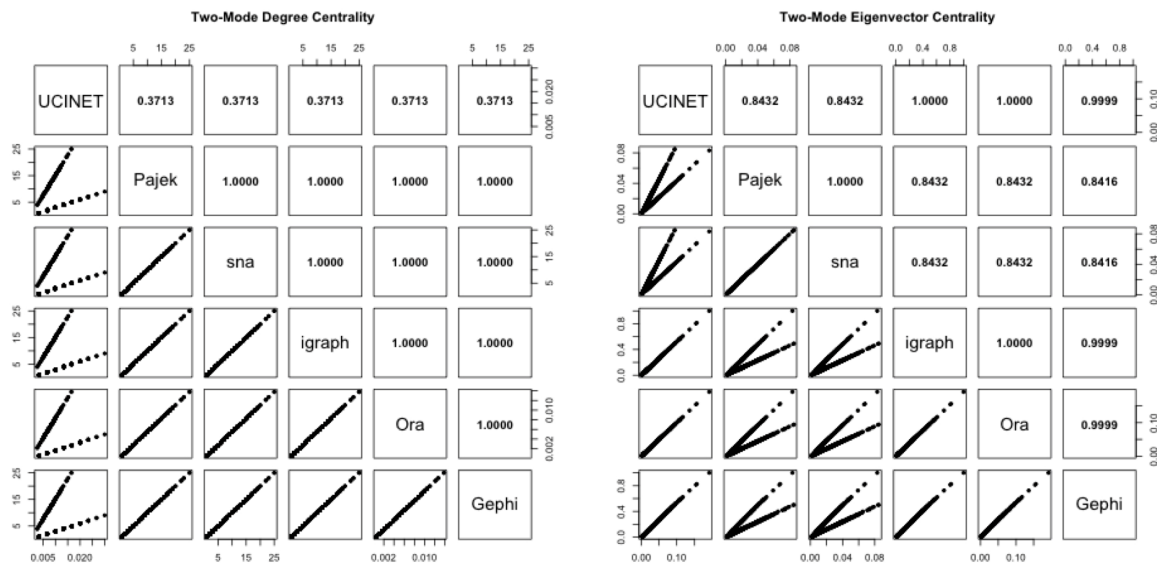 Two-Mode Degree Centrality
5 15 25 5 15 25 5 15 25
UCINET 0.3713 0.3713 0.3713 0.3713 0.3713 0.005 0.020
5 15 25 Pajek 1.0000 1.0000 1.0000 1.0000
sna 1.0000 1.0000 1.0000 5 15 25
5 15 25 igraph 1.0000 1.0000
Ora 1.0000 0.002 0.010
5 15 25 Gephi
0.005 0.020 5 15 25 0.002 0.010
Two-Mode Eigenvector Centrality
0.00 0.04 0.08 0.0 0.4 0.8 0.0 0.4 0.8
UCINET 0.8432 0.8432 1.0000 1.0000 0.9999 0.00 0.10
0.00 0.04 0.08 Pajek 1.0000 0.8432 0.8432 0.8416
sna 0.8432 0.8432 0.8416 0.00 0.04 0.08
0.0 0.4 0.8 igraph 1.0000 0.9999
Ora 0.9999 0.00 0.10
0.0 0.4 0.8 Gephi
0.00 0.10 0.00 0.04 0.08 0.00 0.10